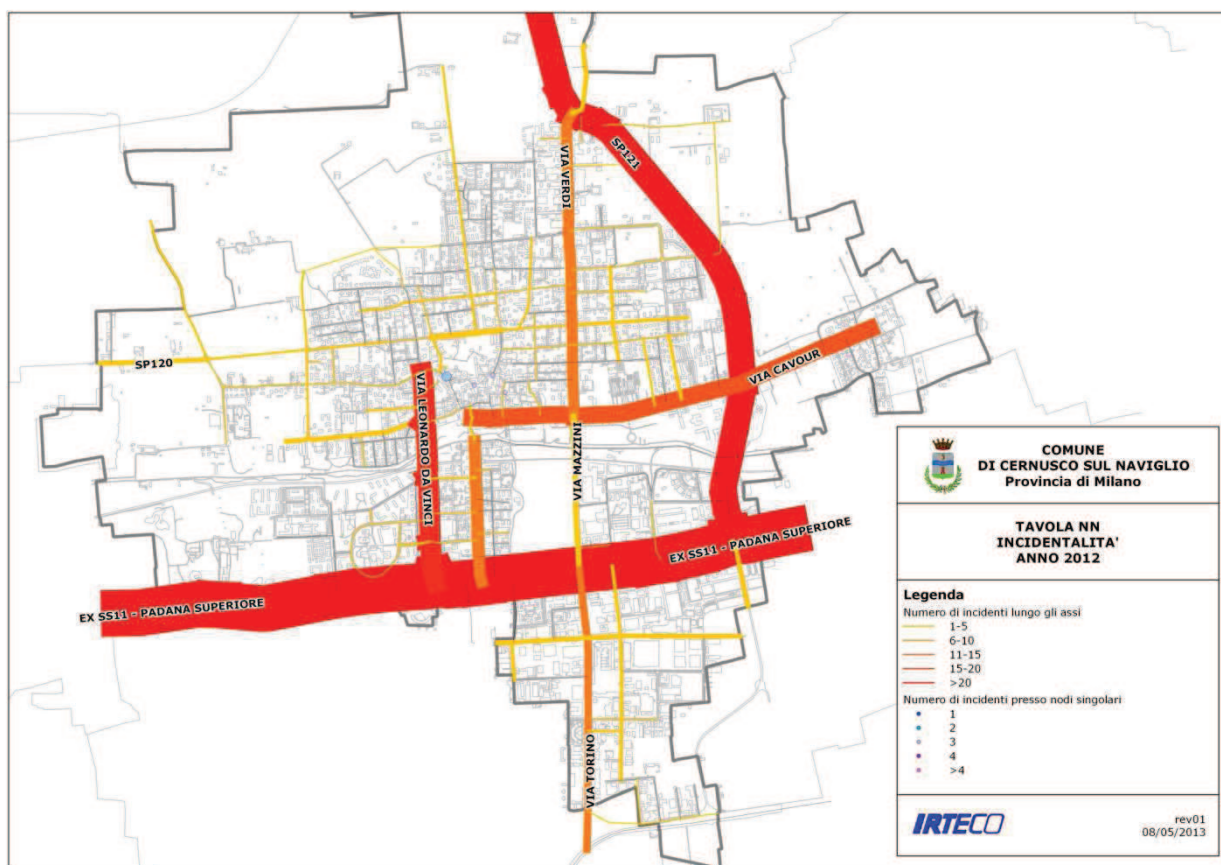 VIA VERDI
SP121
SP120
VIA CAVOUR
VIA LEONARDO DA VINCI
VIA MAZZINI
EX SS11 - PADANA SUPERIORE
EX SS11 - PADANA SUPERIORE
VIA TORINO
COMUNE
DI CERNUSCO SUL NAVIGLIO
Provincia di Milano
TAVOLA NN
INCIDENTALITA'
ANNO 2012
Legenda
Numero di incidenti lungo gli assi
1-5
6-10
11-15
15-20
>20
Numero di incidenti presso nodi singolari
1
2
3
4
>4
IRTECO
rev01
08/05/2013